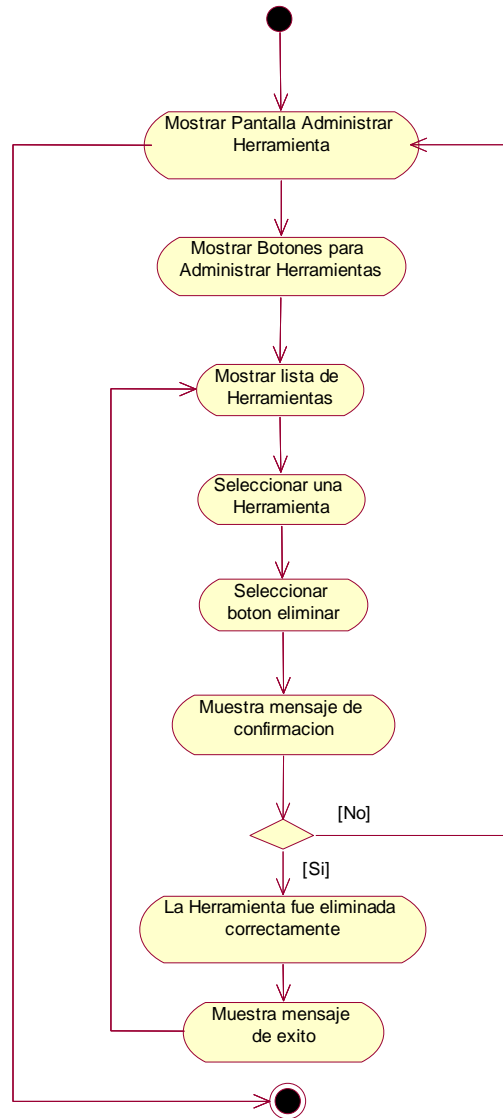 Mostrar Pantalla Administrar
Herramienta
Mostrar Botones para
Administrar Herramientas
Mostrar lista de
Herramientas
Seleccionar una
Herramienta
Seleccionar
boton eliminar
Muestra mensaje de
confirmacion
[No]
[Si]
La Herramienta fue eliminada
correctamente
Muestra mensaje
de exito